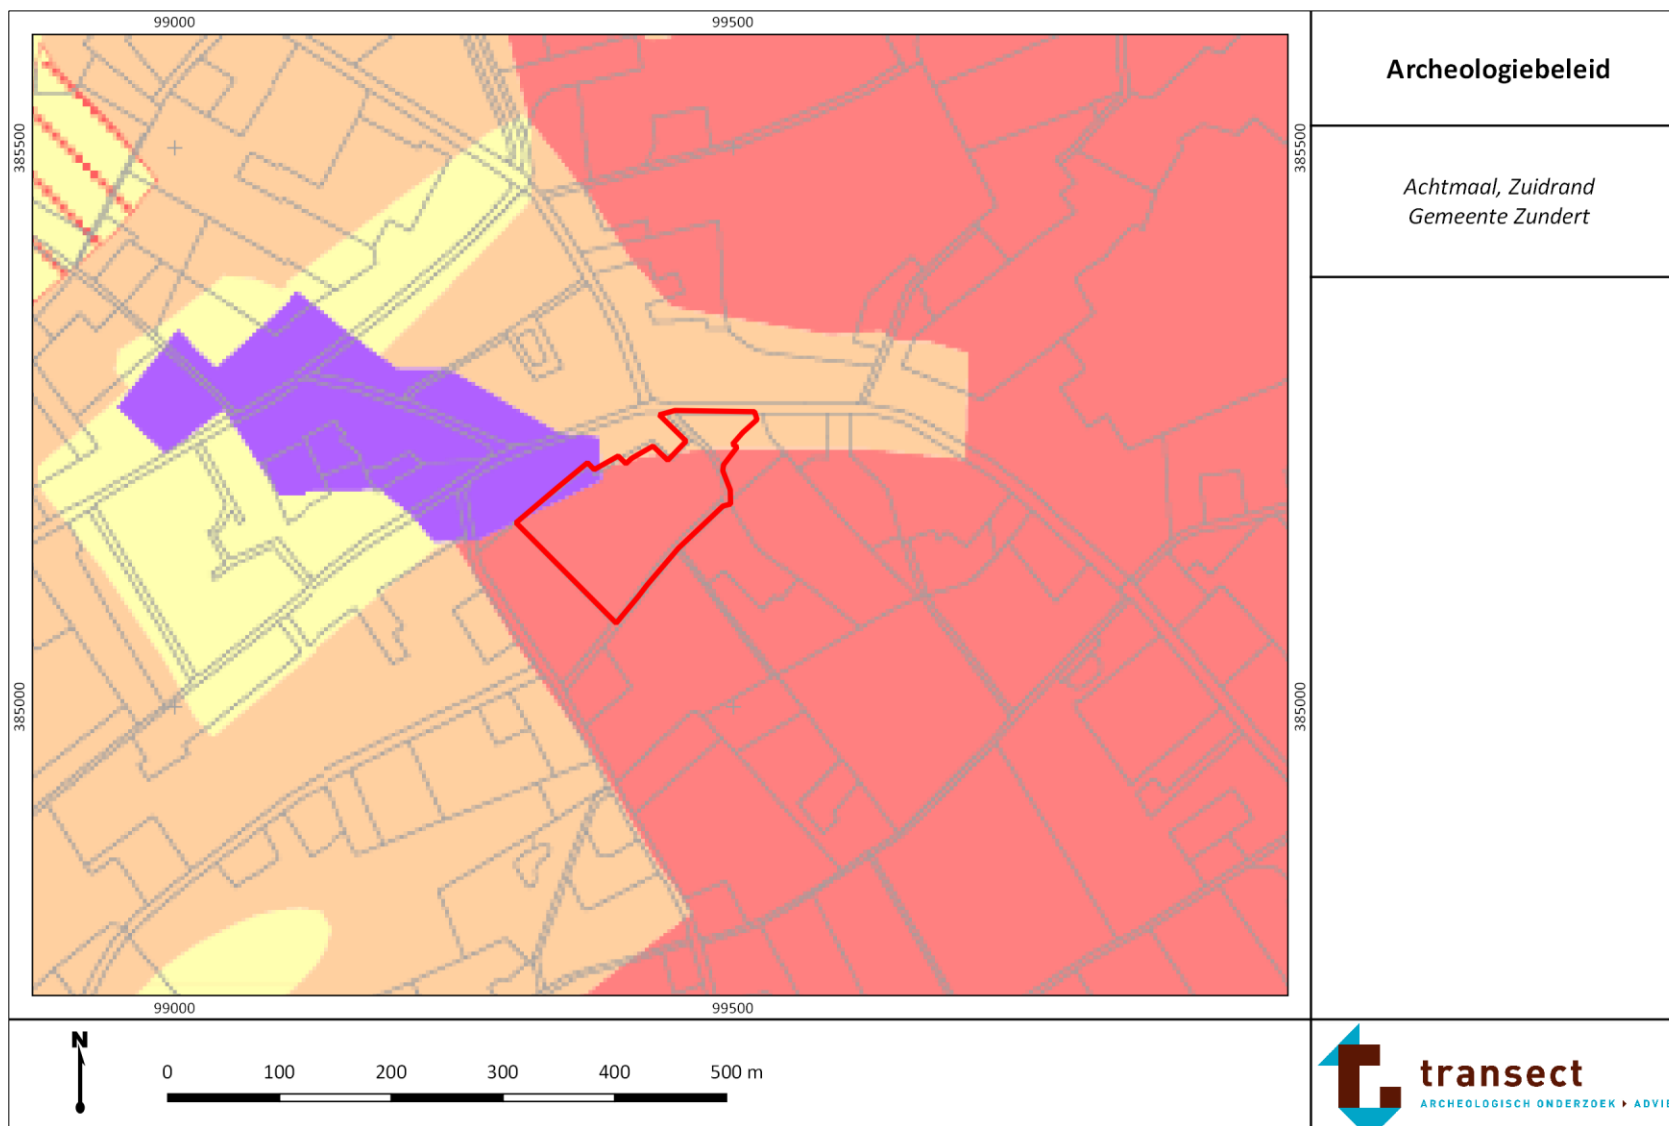 99000
99500
Archeologiebeleid
Achtmaal, Zuidrand
Gemeente Zundert
385500
385500
385000
385000
99000
99500
N
0 100 200 300 400 500 m
transect
ARCHEOLOGISCH ONDERZOEK ADVIE